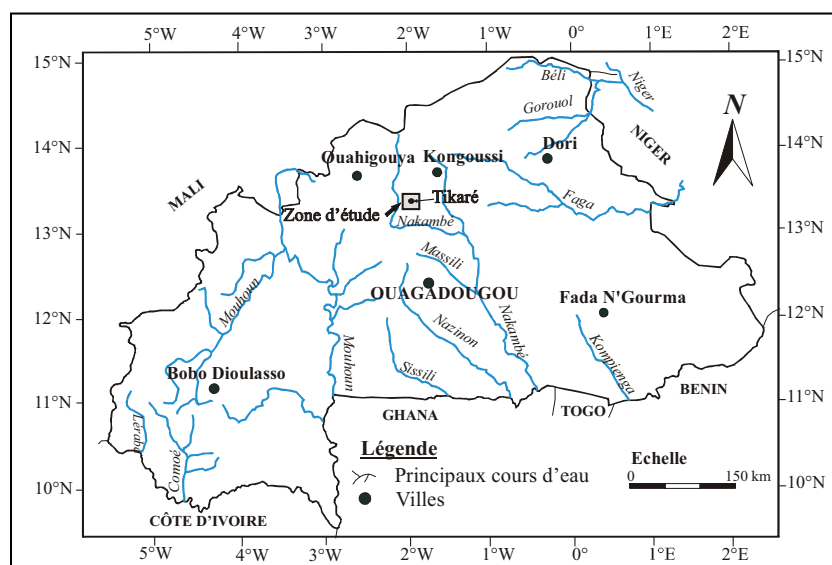 5°W 4°W 3°W 2°W 1°W 0° 1°E 2°E
15°N 15°N
Béli
Niger
Gorouol
N
14°N 14°N
Ouahigouya Kongoussi Dori
NIGER
MALI
Tikaré
Zone d'étude
Faga
Nakambé
13°N 13°N
Massili
OUAGADOUGOU
Fada N'Gourma
Mouhoun
12°N 12°N
Nazinon
Nakambé
Kompienga
Mouhoun
Bobo Dioulasso
Sissili
BENIN
11°N 11°N
GHANA
TOGO
Léraba
Comoé
Légende
Principaux cours d'eau
Villes
Echelle
0 150 km
10°N 10°N
CÔTE D'IVOIRE
5°W 4°W 3°W 2°W 1°W 0° 1°E 2°E